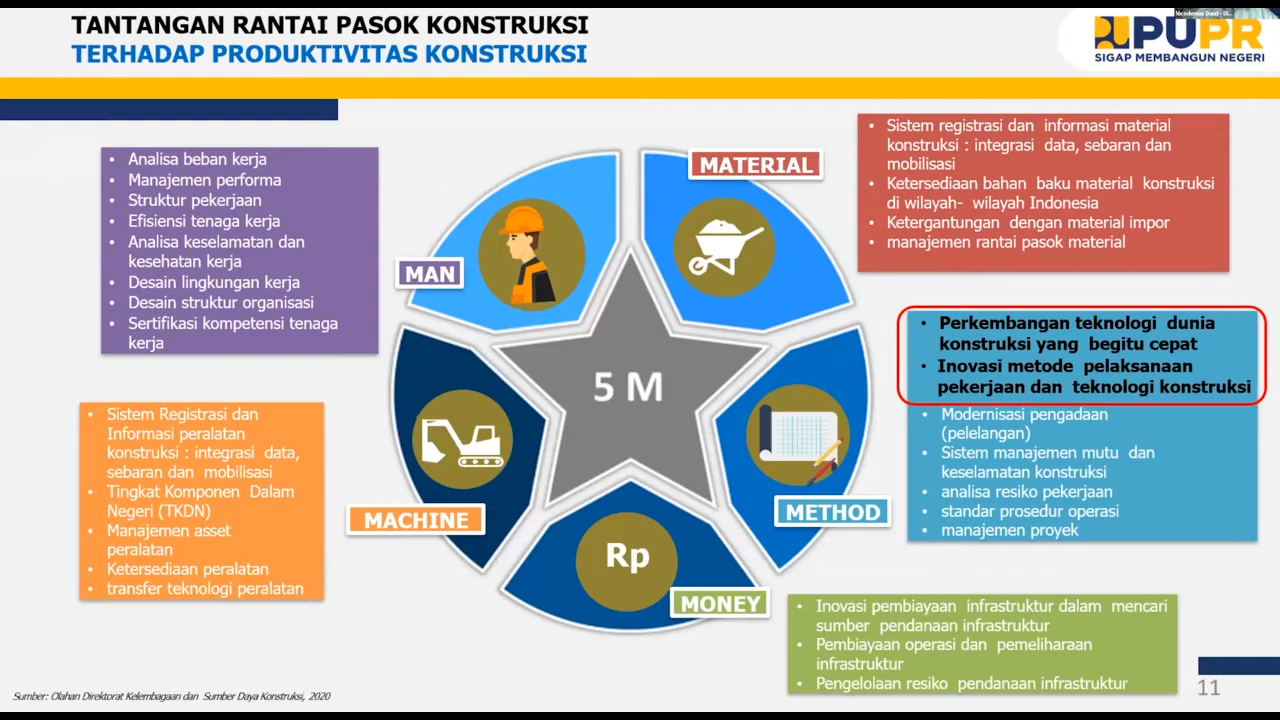 TANTANGAN RANTAI PASOK KONSTRUKSI
TERHADAP PRODUKTIVITAS KONSTRUKSI
PUPR
SIGAP MEMBANGUN NEGERI
• Analisa beban kerja
• Manajemen performa
• Struktur pekerjaan
• Efisiensi tenaga kerja
• Analisa keselamatan dan
kesehatan kerja
• Desain lingkungan kerja
• Desain struktur organisasi
• Sertifikasi kompetensi tenaga
kerja
MAN
MATERIAL
• Sistem registrasi dan informasi material
konstruksi : integrasi data, sebaran dan
mobilisasi
• Ketersediaan bahan baku material konstruksi
di wilayah- wilayah Indonesia
• Ketergantungan dengan material impor
• manajemen rantai pasok material
5 M
• Perkembangan teknologi dunia
konstruksi yang begitu cepat
• Inovasi metode pelaksanaan
pekerjaan dan teknologi konstruksi
• Modernisasi pengadaan
(pelelangan)
• Sistem manajemen mutu dan
keselamatan konstruksi
• analisa resiko pekerjaan
• standar prosedur operasi
• manajemen proyek
METHOD
• Sistem Registrasi dan
Informasi peralatan
konstruksi : integrasi data,
sebaran dan mobilisasi
• Tingkat Komponen Dalam
Negeri (TKDN)
• Manajemen asset
peralatan
• Ketersediaan peralatan
• transfer teknologi peralatan
MACHINE
Rp
MONEY
• Inovasi pembiayaan infrastruktur dalam mencari
sumber pendanaan infrastruktur
• Pembiayaan operasi dan pemeliharaan
infrastruktur
• Pengelolaan resiko pendanaan infrastruktur
Sumber: Olahan Direktorat Kelembagaan dan Sumber Daya Konstruksi, 2020
11